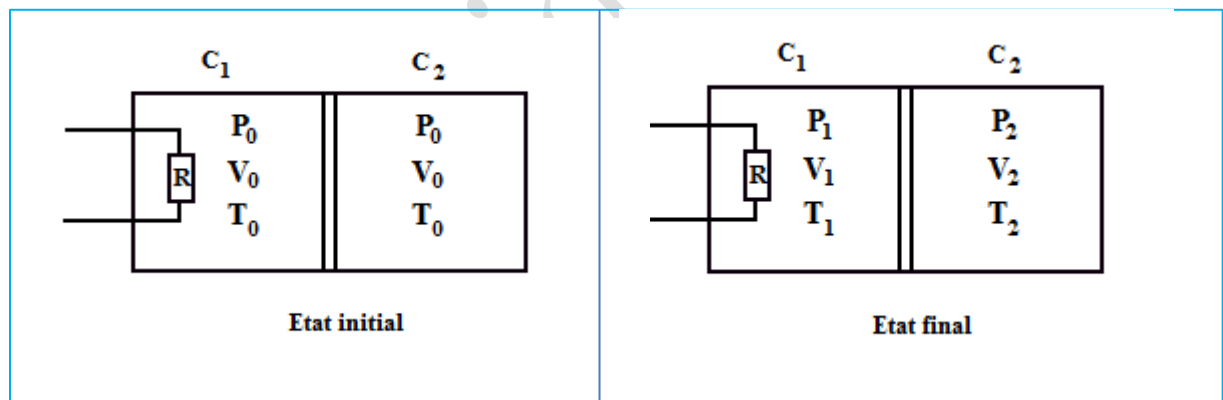 C1 C2
P0 P0
R V0 V0
T0 T0
Etat initial
C1 C2
P1 P2
R V1 V2
T1 T2
Etat final